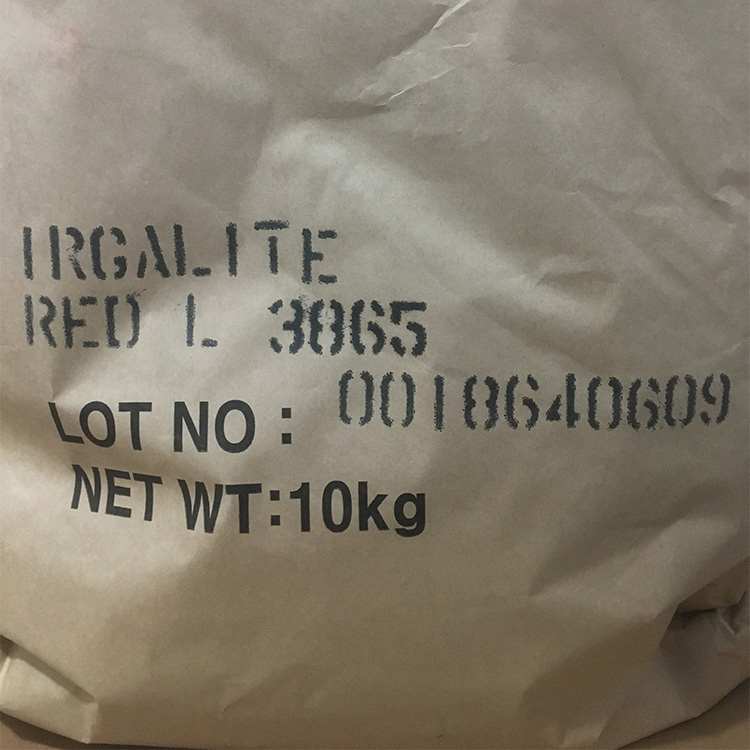 IRGALITE
RED L 3865
LOT NO : 0018640609
NET WT:10kg